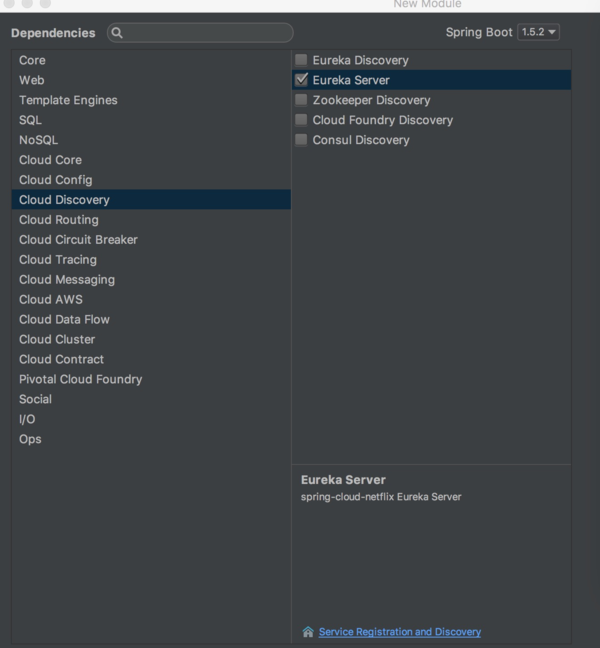 New Module
Dependencies
Spring Boot 1.5.2
Core
Web
Template Engines
SQL
NoSQL
Cloud Core
Cloud Config
Cloud Discovery
Cloud Routing
Cloud Circuit Breaker
Cloud Tracing
Cloud Messaging
Cloud AWS
Cloud Data Flow
Cloud Cluster
Cloud Contract
Pivotal Cloud Foundry
Social
I/O
Ops
Eureka Discovery
Eureka Server
Zookeeper Discovery
Cloud Foundry Discovery
Consul Discovery
Eureka Server
spring-cloud-netflix Eureka Server
Service Registration and Discovery